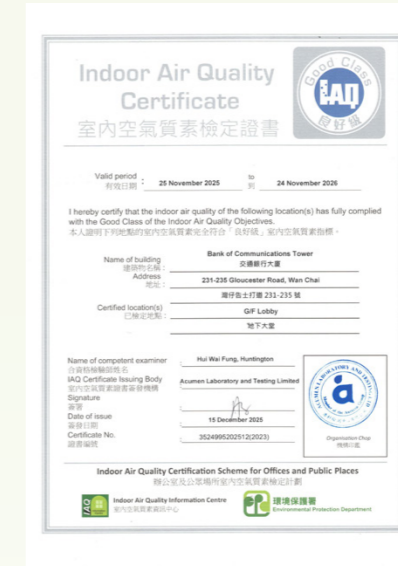 Indoor Air Quality
Certificate
室內空氣質素檢定證書
Good Class
IAQ
良好級
Valid period
有效日期
:
25 November 2025
to
到
24 November 2026
I hereby certify that the indoor air quality of the following location(s) has fully complied
with the Good Class of the Indoor Air Quality Objectives.
本人證明下列地點的室內空氣質素完全符合「良好級」室內空氣質素指標。
Name of building
建築物名稱 :
Bank of Communications Tower
交通銀行大廈
Address
地址 :
231-235 Gloucester Road, Wan Chai
灣仔告士打道 231-235 號
Certified location(s)
已檢定地點 :
G/F Lobby
地下大堂
Name of competent examiner
合資格檢驗師姓名
:
Hui Wai Fung, Huntington
IAQ Certificate Issuing Body
室內空氣質素證書簽發機構
:
Acumen Laboratory and Testing Limited
Signature
簽署
:
Date of issue
簽發日期
:
15 December 2025
Certificate No.
證書編號
:
3524995202512(2023)
ACUMEN LABORATORY AND TESTING LTD
a
Organisation Chop
機構印鑑
Indoor Air Quality Certification Scheme for Offices and Public Places
辦公室及公眾場所室內空氣質素檢定計劃
IAQ
Indoor Air Quality Information Centre
室內空氣質素資訊中心
環境保護署
Environmental Protection Department